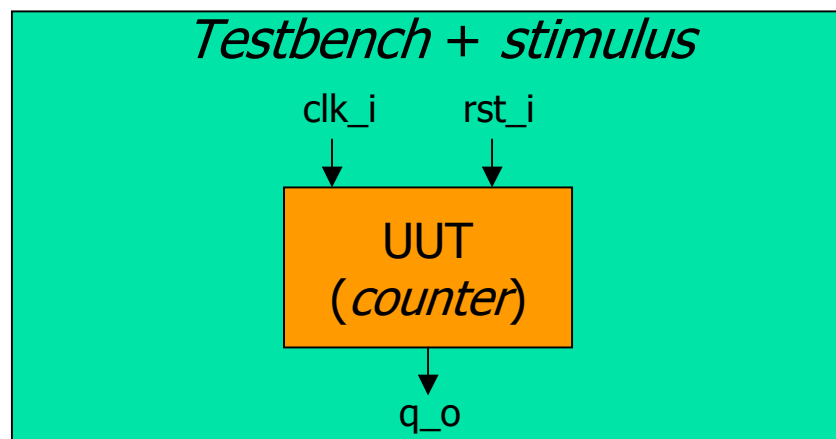 Testbench + stimulus
clk_i rst_i
UUT
(counter)
q_o